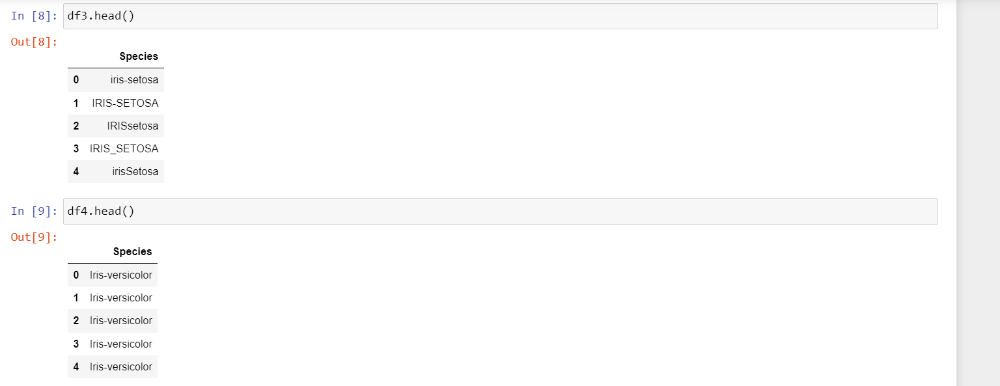 In [8]: df3.head()
Out[8]:
Species
0 iris-setosa
1 IRIS-SETOSA
2 IRISsetosa
3 IRIS_SETOSA
4 irisSetosa
In [9]: df4.head()
Out[9]:
Species
0 Iris-versicolor
1 Iris-versicolor
2 Iris-versicolor
3 Iris-versicolor
4 Iris-versicolor